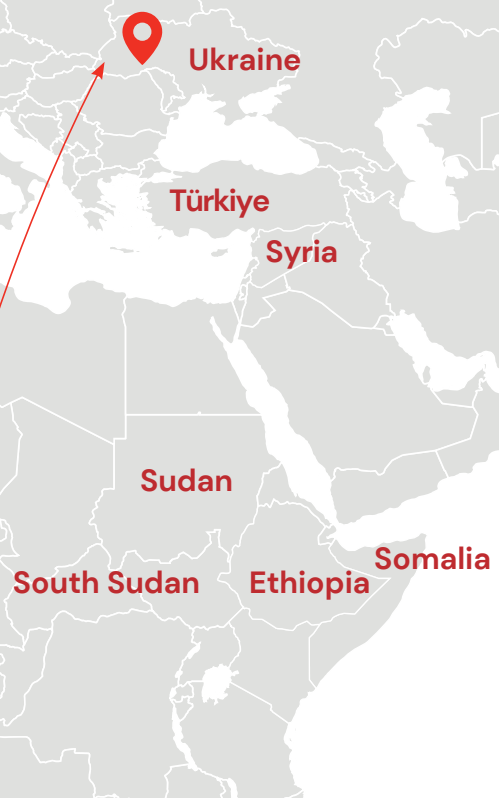 Ukraine
Türkiye
Syria
Sudan
Somalia
South Sudan
Ethiopia